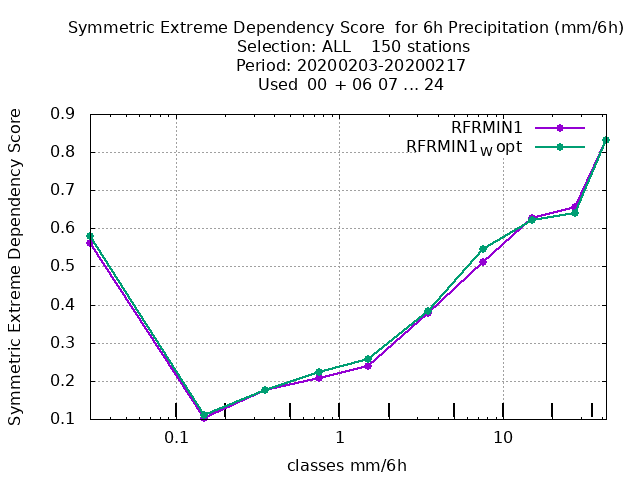 Symmetric Extreme Dependency Score  for 6h Precipitation (mm/6h)
Selection: ALL    150 stations
Period: 20200203-20200217
Used  00 + 06 07 ... 24
Symmetric Extreme Dependency Score
0.9
0.8
0.7
0.6
0.5
0.4
0.3
0.2
0.1
RFRMIN1
RFRMIN1W opt
0.1 1 10
classes mm/6h